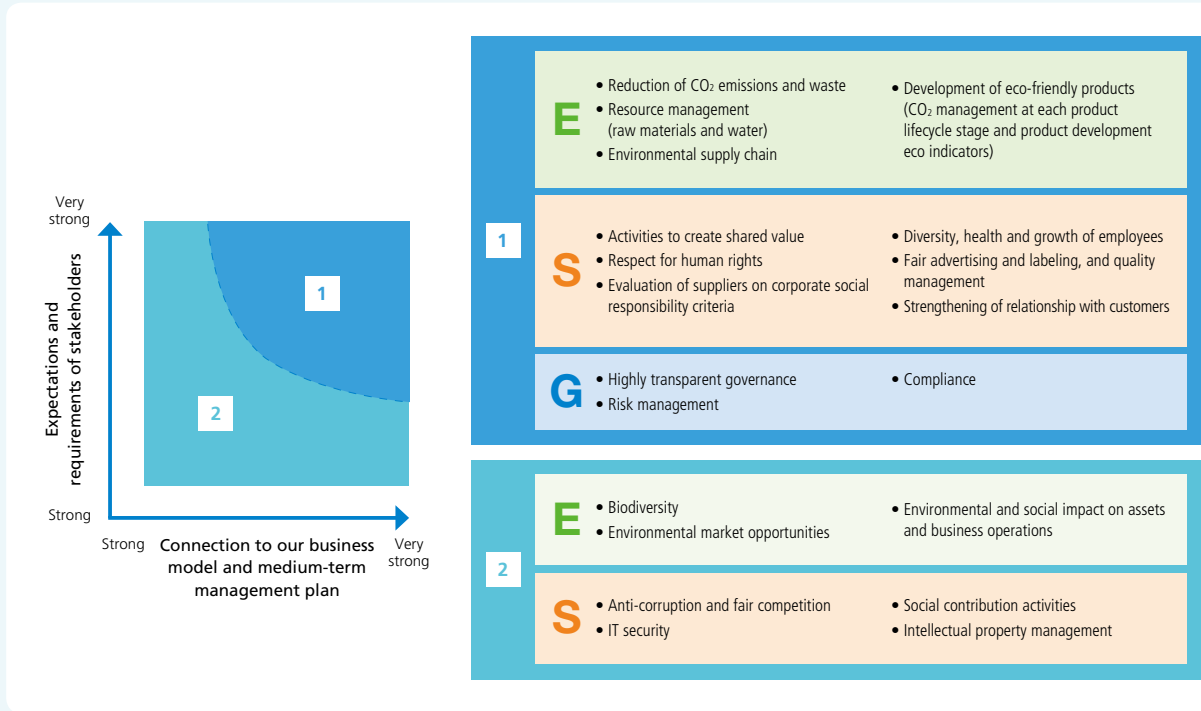 Very
strong
Expectations and
requirements of stakeholders
1
2
Strong
Strong
Connection to our business
model and medium-term
management plan
Very
strong
1
E
• Reduction of CO₂ emissions and waste
• Resource management
(raw materials and water)
• Environmental supply chain
• Development of eco-friendly products
(CO₂ management at each product
lifecycle stage and product development
eco indicators)
S
• Activities to create shared value
• Respect for human rights
• Evaluation of suppliers on corporate social
responsibility criteria
• Diversity, health and growth of employees
• Fair advertising and labeling, and quality
management
• Strengthening of relationship with customers
G
• Highly transparent governance
• Risk management
• Compliance
2
E
• Biodiversity
• Environmental market opportunities
• Environmental and social impact on assets
and business operations
S
• Anti-corruption and fair competition
• IT security
• Social contribution activities
• Intellectual property management